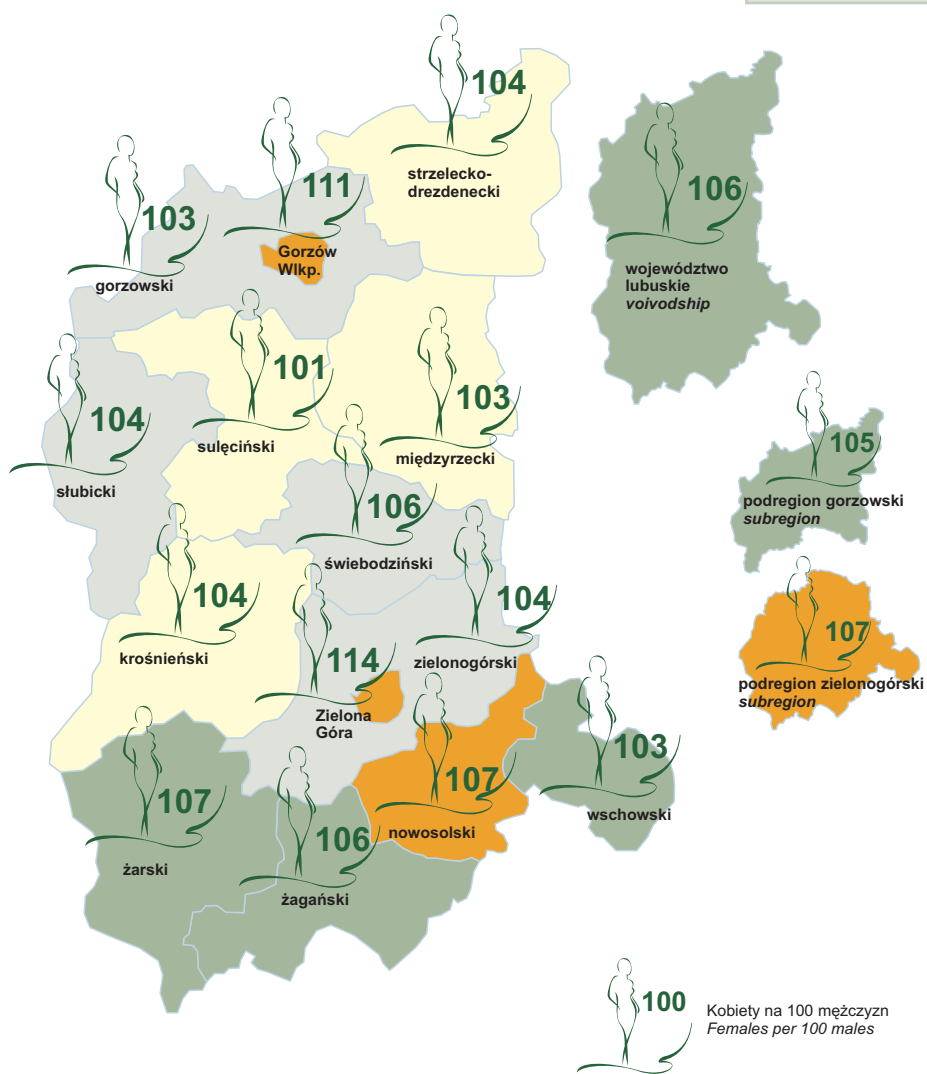 104
strzelecko-
drezdenecki
111
Gorzów
Wlkp.
103
gorzowski
106
województwo
lubuskie
voivodship
101
sulęciński
103
międzyrzecki
104
słubicki
105
podregion gorzowski
subregion
106
świebodziński
104
krośnieński
104
zielonogórski
114
Zielona
Góra
107
podregion zielonogórski
subregion
107
żarski
107
nowosolski
103
wschowski
106
żagański
100
Kobiety na 100 mężczyzn
Females per 100 males